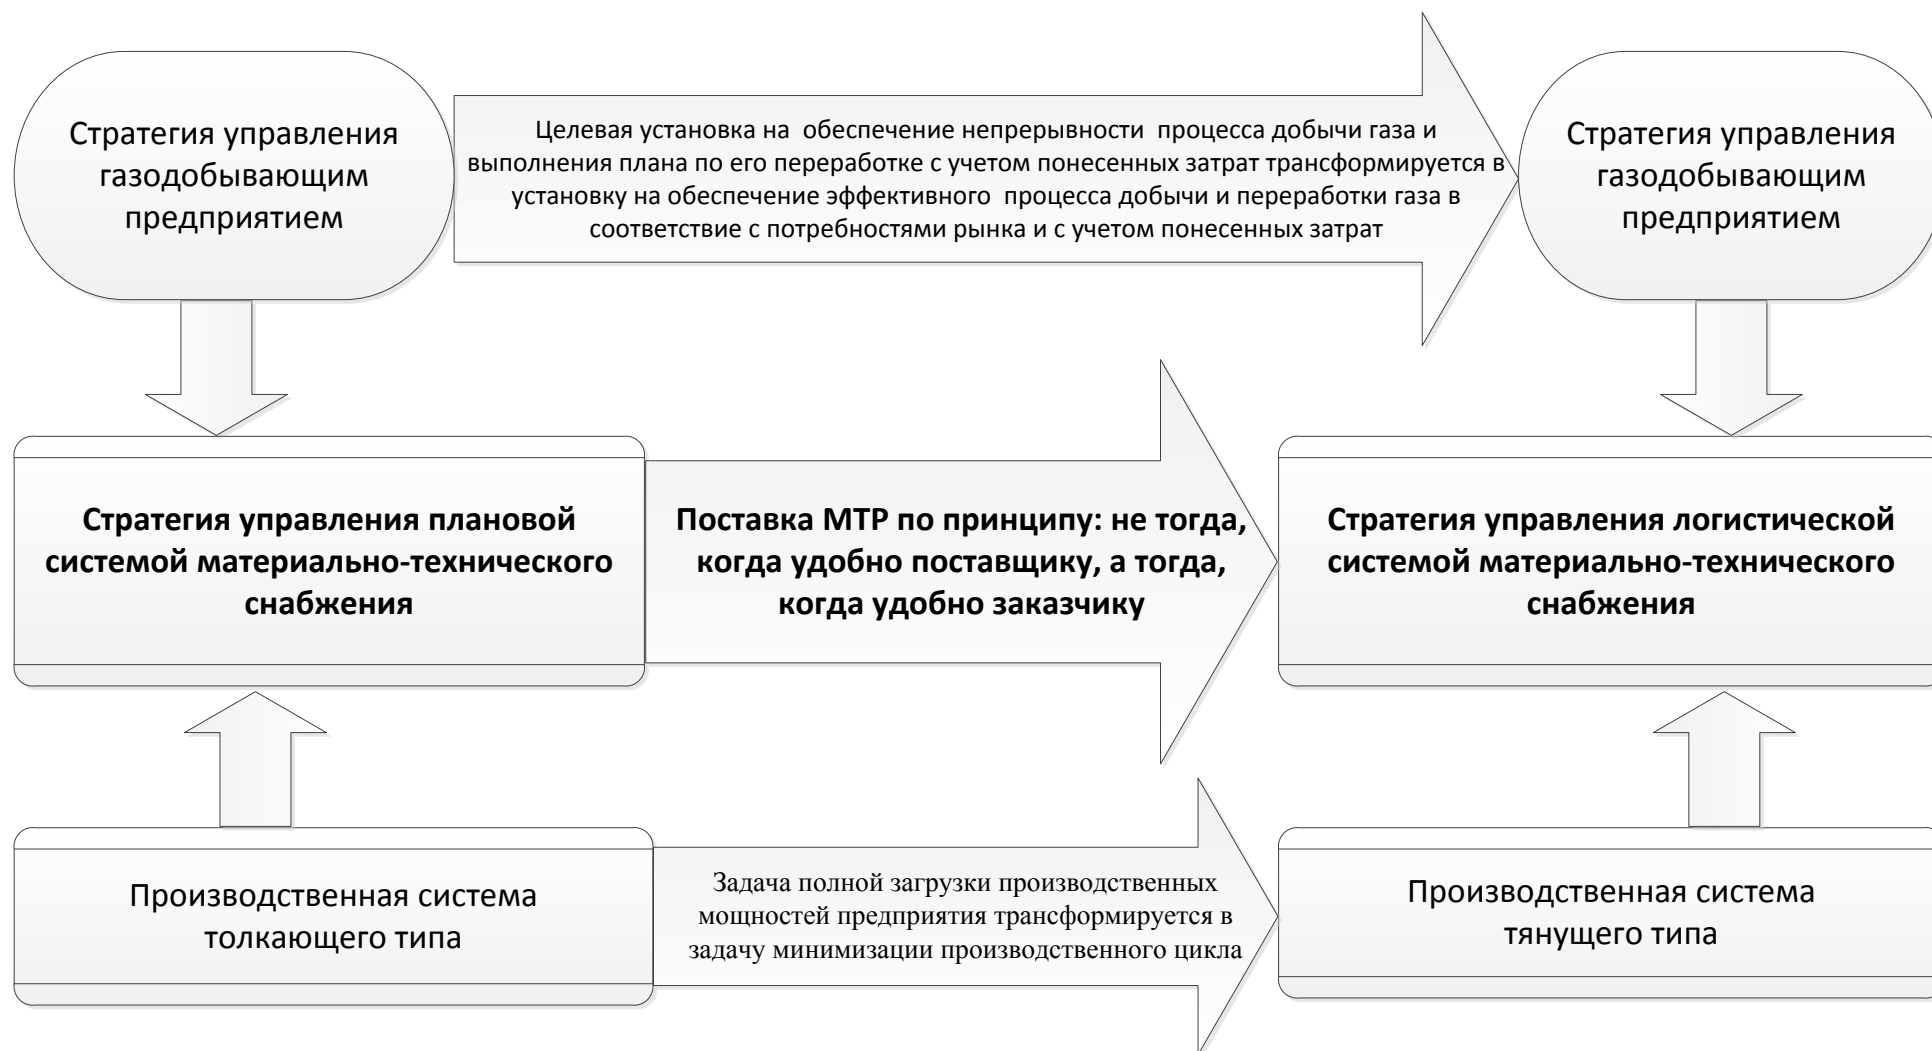 Стратегия управления
газодобывающим
предприятием
Целевая установка на обеспечение непрерывности процесса добычи газа и
выполнения плана по его переработке с учетом понесенных затрат трансформируется в
установку на обеспечение эффективного процесса добычи и переработки газа в
соответствие с потребностями рынка и с учетом понесенных затрат
Стратегия управления
газодобывающим
предприятием
Стратегия управления плановой
системой материально-технического
снабжения
Поставка МТР по принципу: не тогда,
когда удобно поставщику, а тогда,
когда удобно заказчику
Стратегия управления логистической
системой материально-технического
снабжения
Производственная система
толкающего типа
Задача полной загрузки производственных
мощностей предприятия трансформируется в
задачу минимизации производственного цикла
Производственная система
тянущего типа